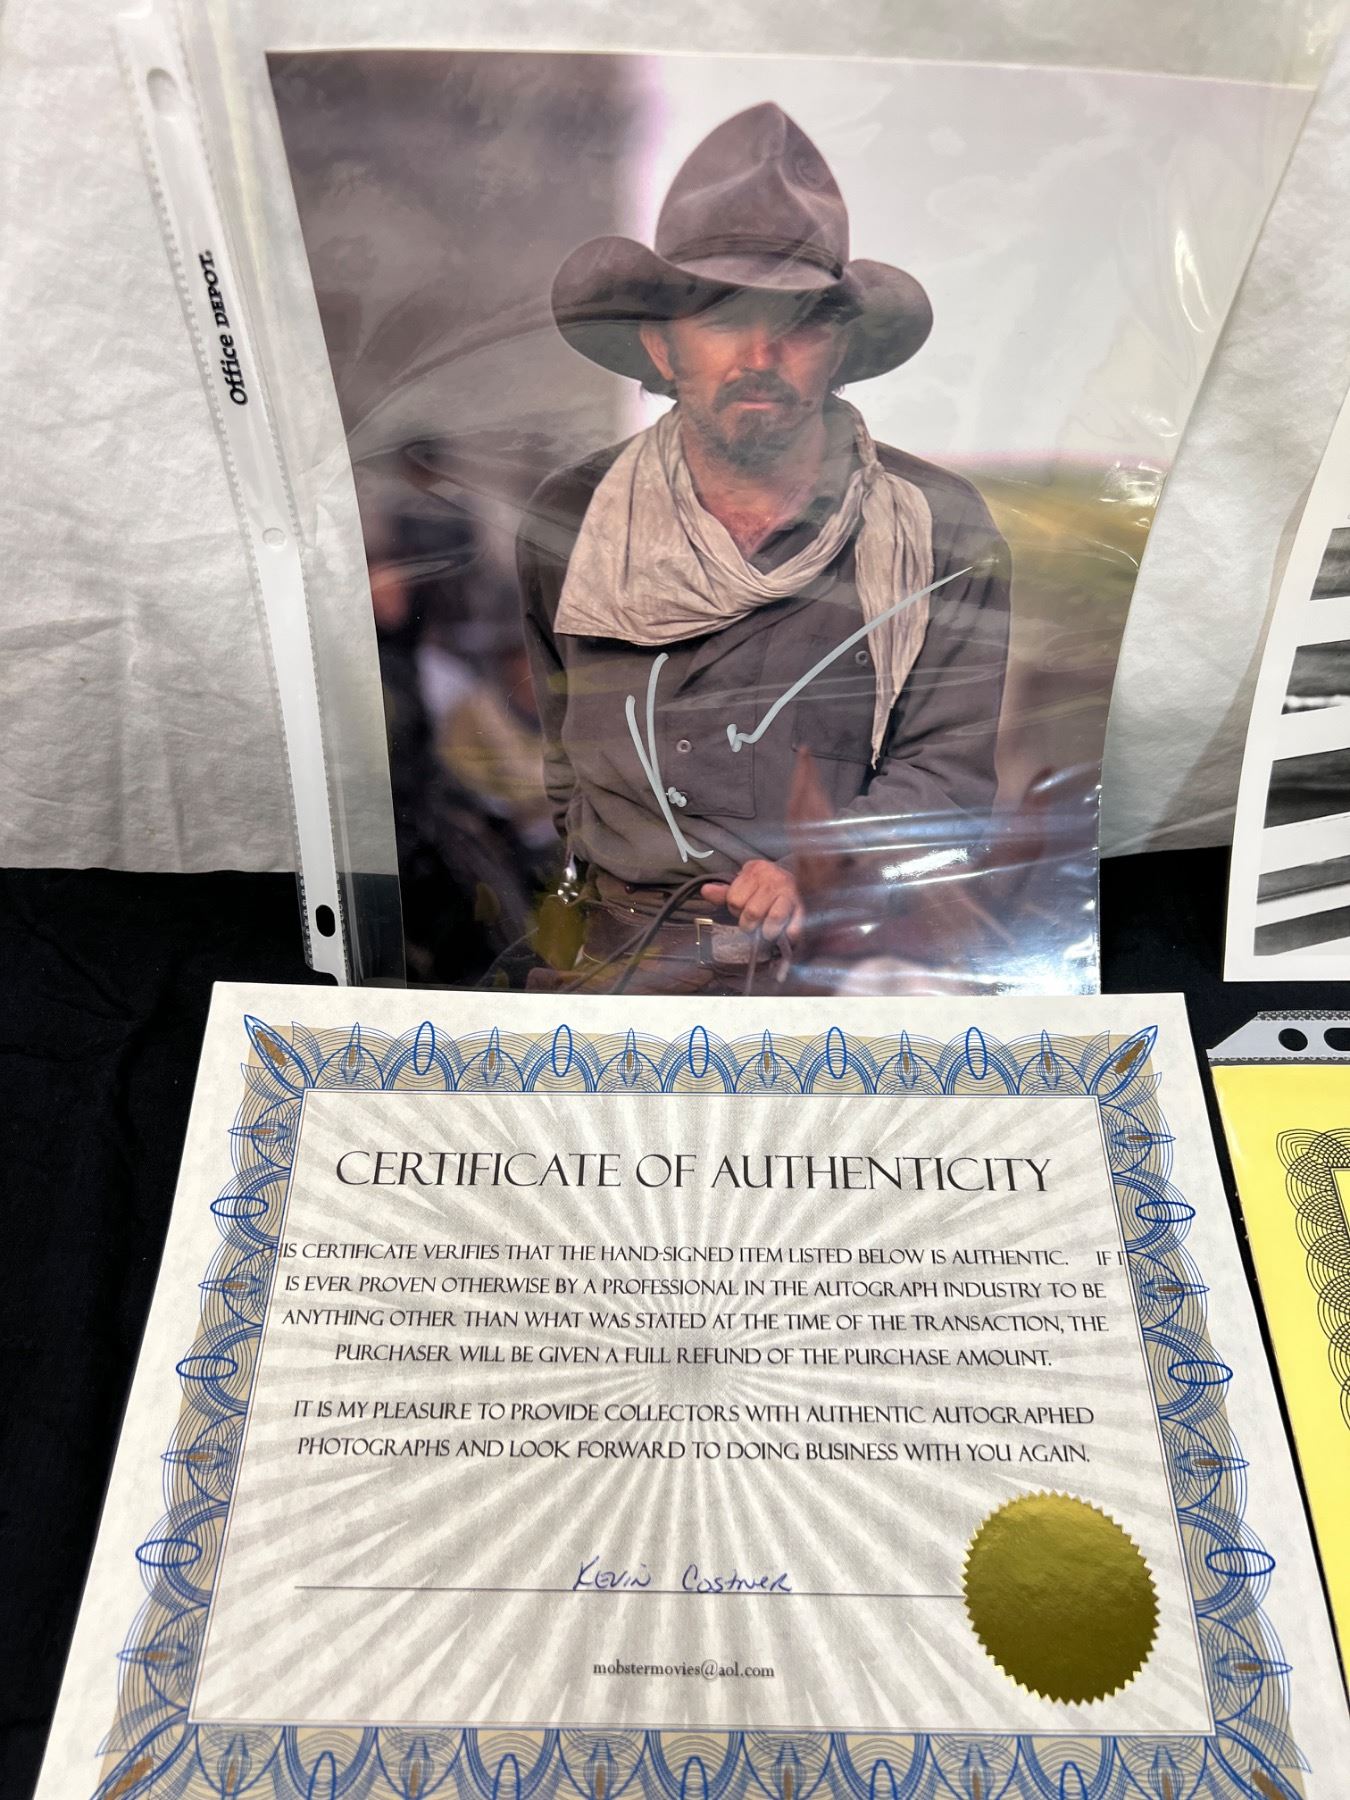 Office DEPOT.
CERTIFICATE OF AUTHENTICITY
THIS CERTIFICATE VERIFIES THAT THE HAND-SIGNED ITEM LISTED BELOW IS AUTHENTIC. IF IT
IS EVER PROVEN OTHERWISE BY A PROFESSIONAL IN THE AUTOGRAPH INDUSTRY TO BE
ANYTHING OTHER THAN WHAT WAS STATED AT THE TIME OF THE TRANSACTION, THE
PURCHASER WILL BE GIVEN A FULL REFUND OF THE PURCHASE AMOUNT.
IT IS MY PLEASURE TO PROVIDE COLLECTORS WITH AUTHENTIC AUTOGRAPHED
PHOTOGRAPHS AND LOOK FORWARD TO DOING BUSINESS WITH YOU AGAIN.
KEVIN COSTNER
mobstermovies@aol.com